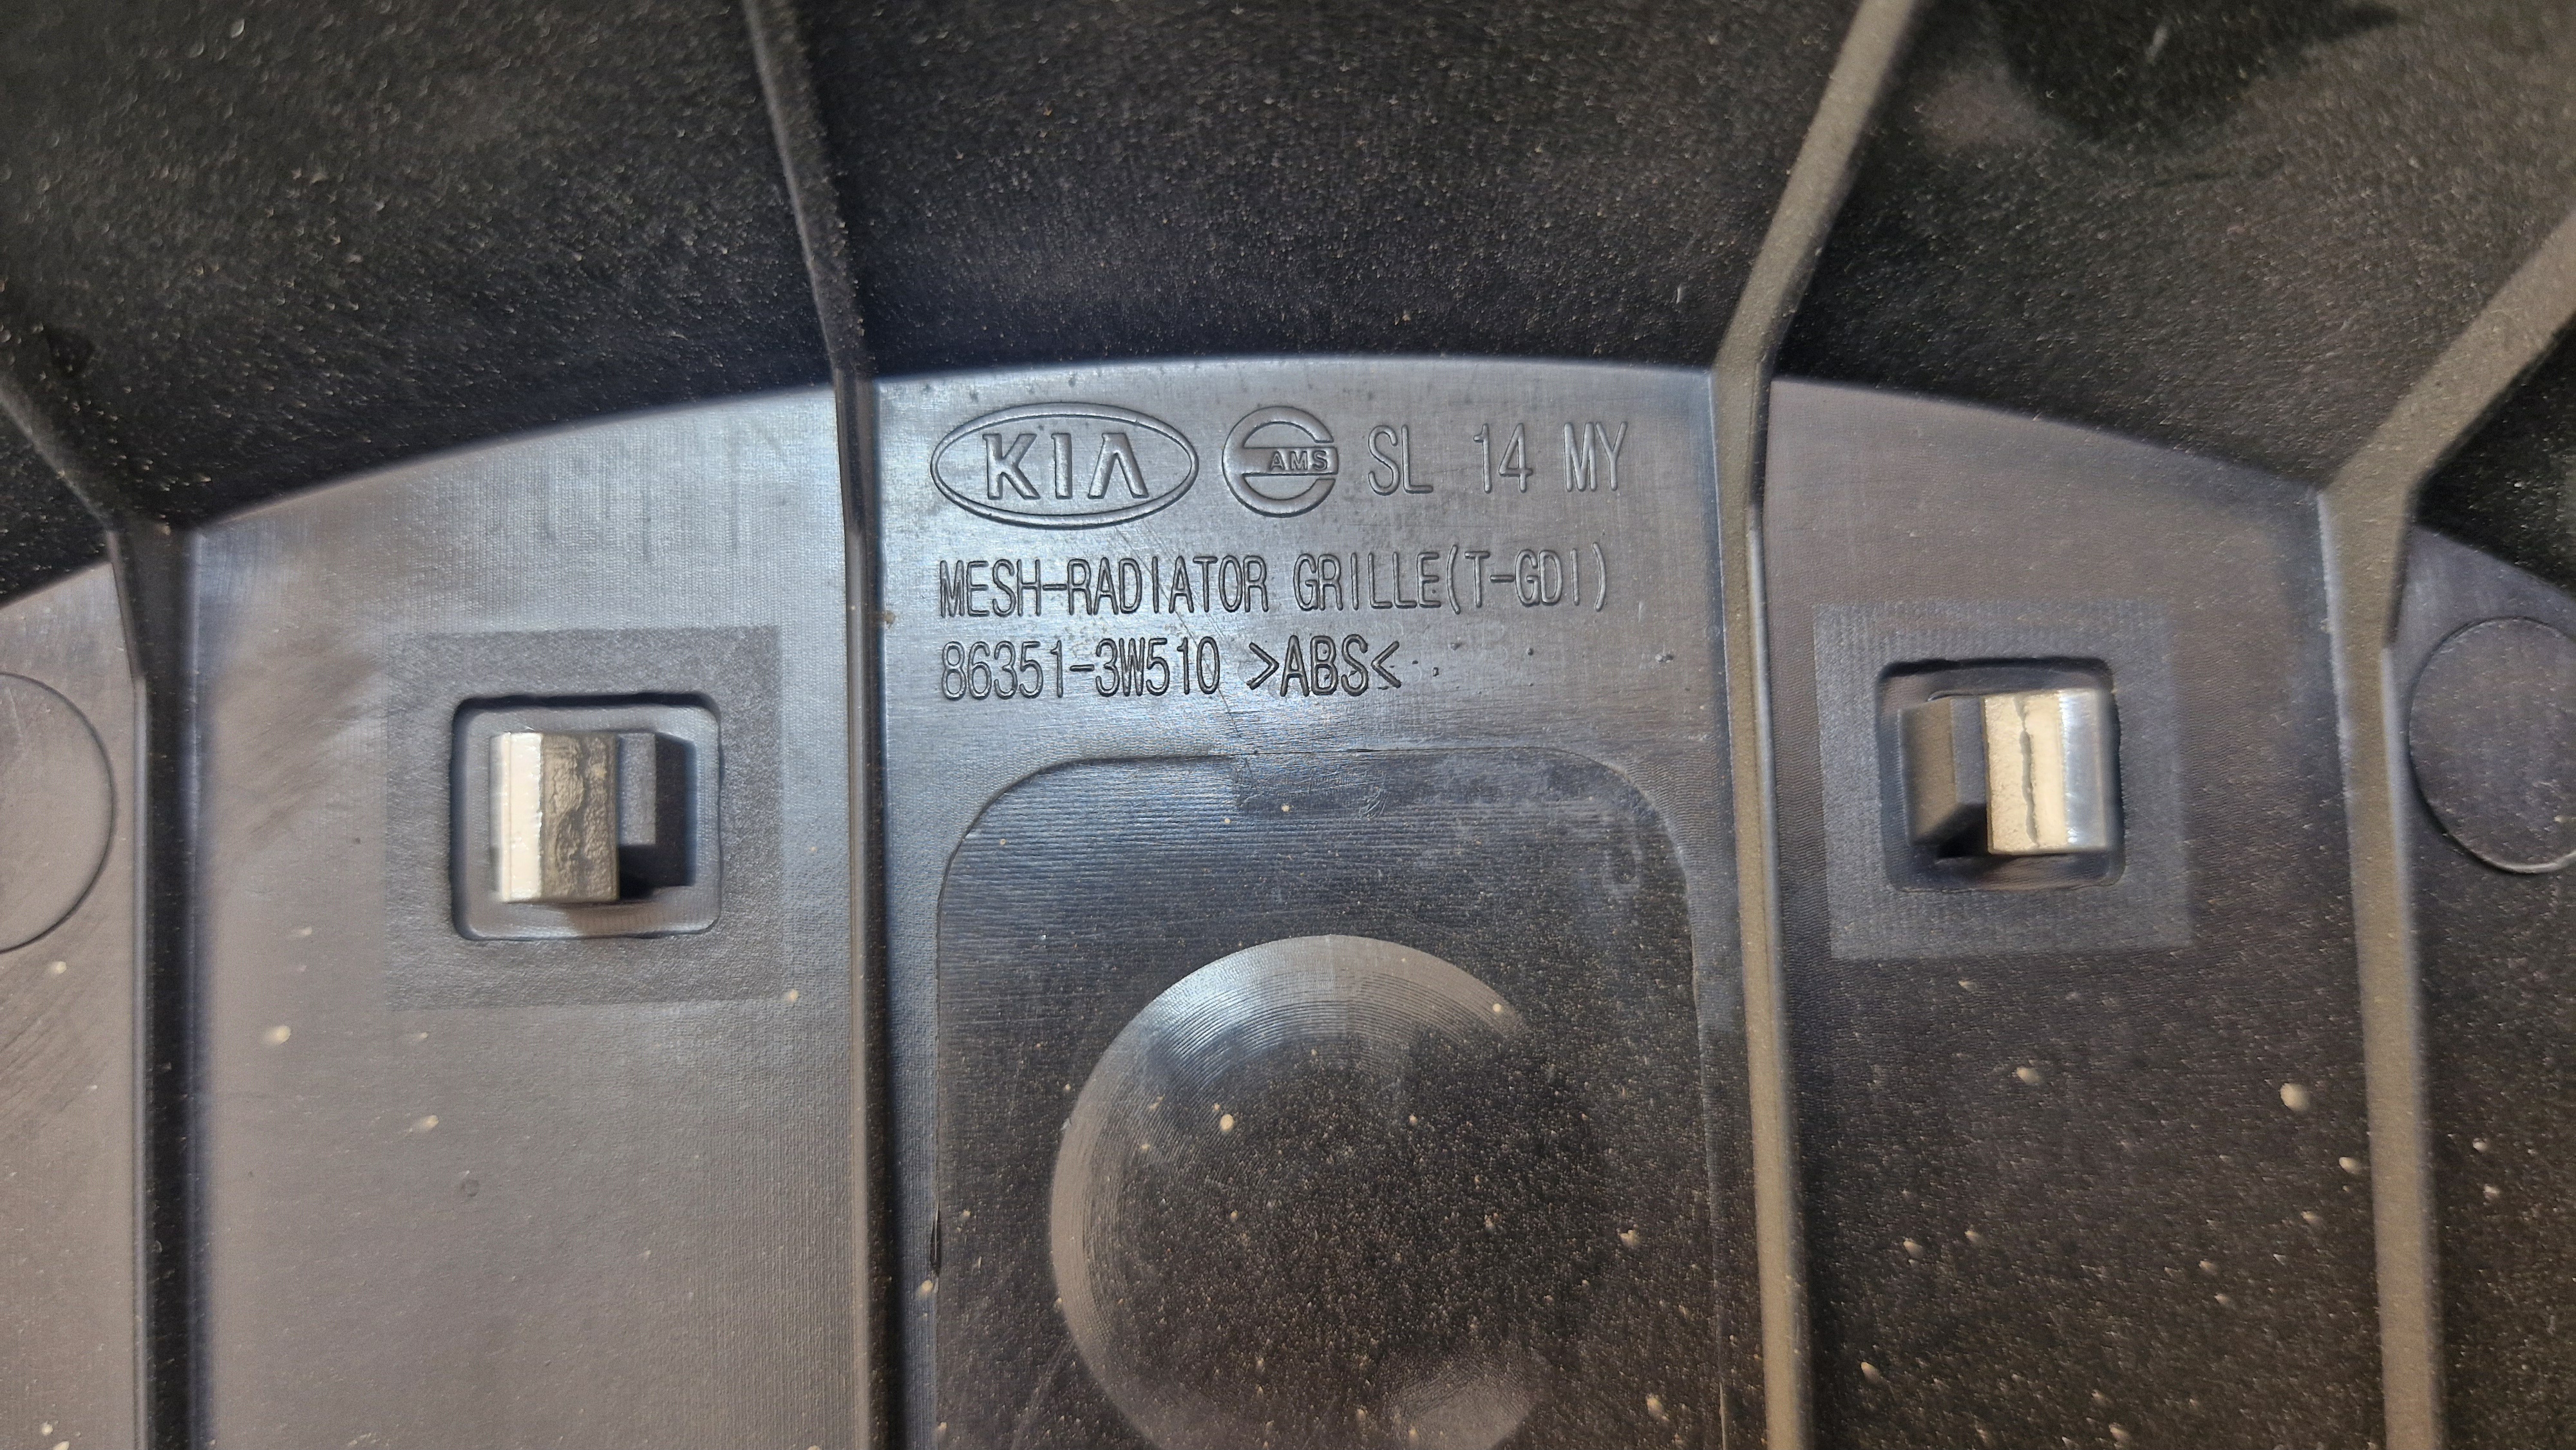 KIA AMS SL 14 MY
MESH-RADIATOR GRILLE(T-GDI)
86351-3W510 >ABS<